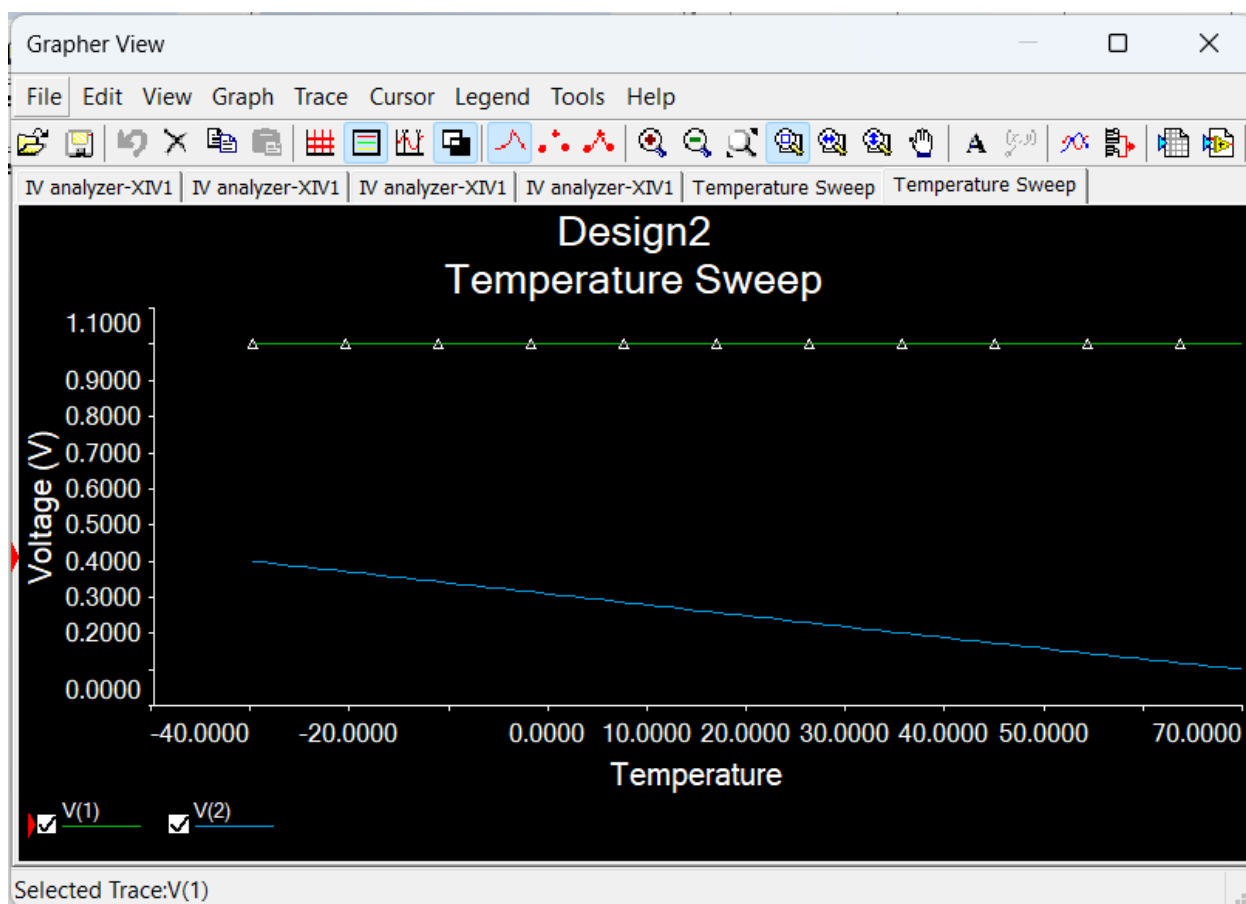 Grapher View
File Edit View Graph Trace Cursor Legend Tools Help
A (x,y)
IV analyzer-XIV1 IV analyzer-XIV1 IV analyzer-XIV1 IV analyzer-XIV1 Temperature Sweep Temperature Sweep
Design2
Temperature Sweep
1.1000
0.9000
0.8000
0.7000
0.6000
0.5000
0.4000
0.3000
0.2000
0.0000
Voltage (V)
-40.0000 -20.0000 0.0000 10.0000 20.0000 30.0000 40.0000 50.0000 70.0000
Temperature
V(1) V(2)
Selected Trace:V(1)